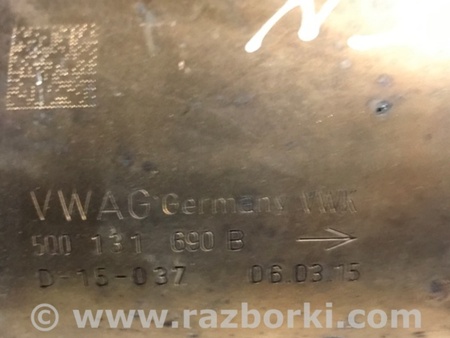 VWAG Germany VWK
5Q0 131 690 B →
D-15-037 06.03.15
© www.razborki.com